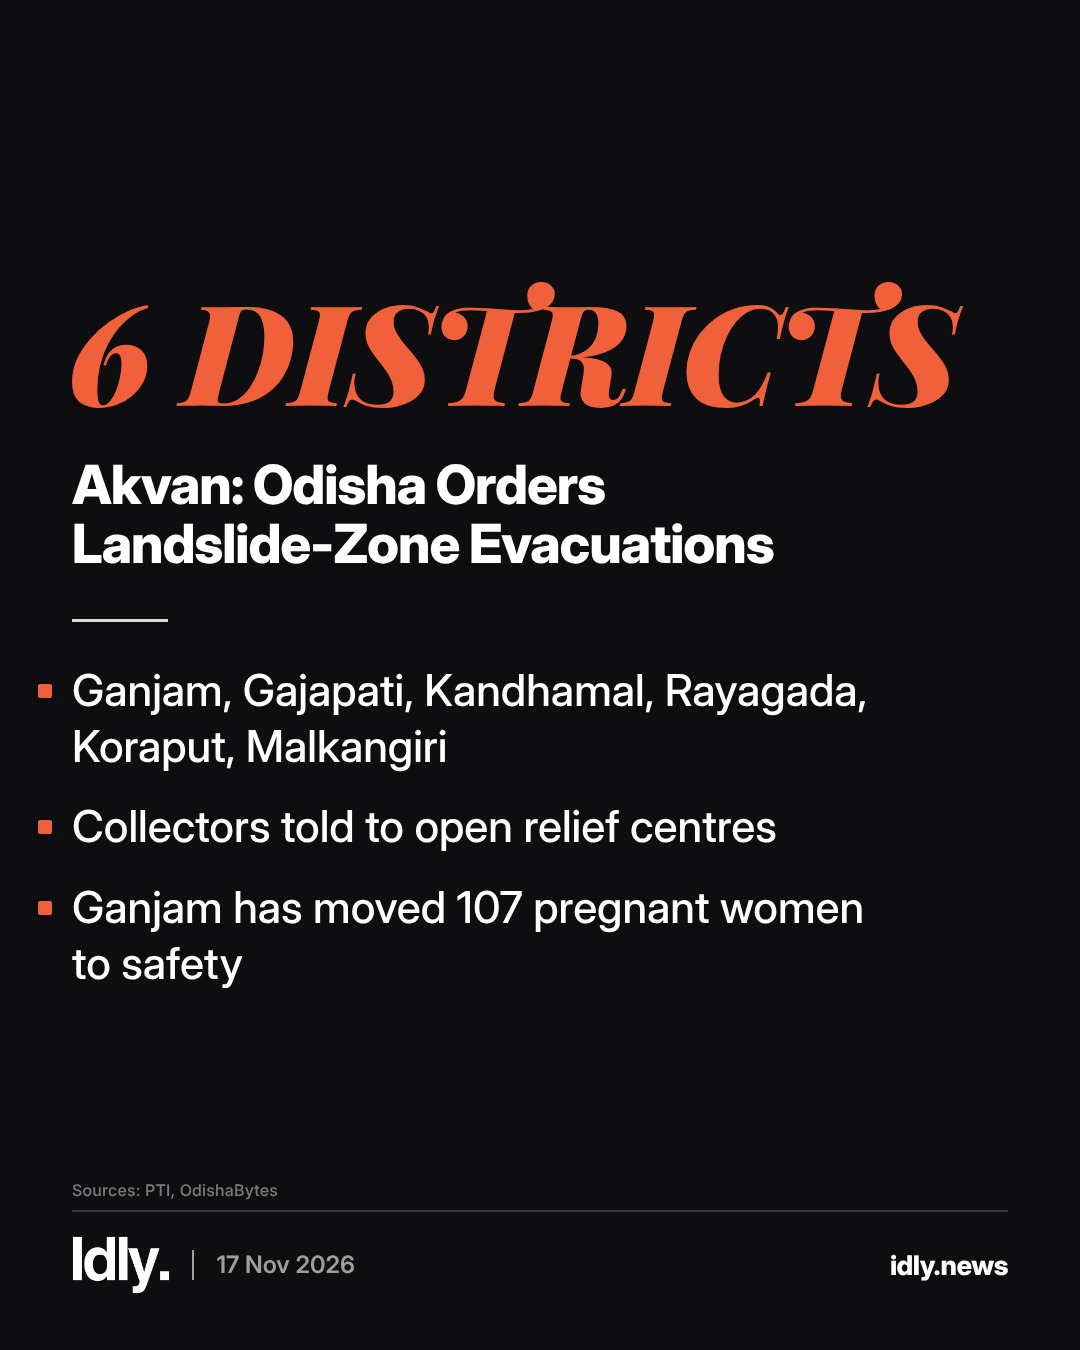 6 DISTRICTS
Akvan: Odisha Orders
Landslide-Zone Evacuations
Ganjam, Gajapati, Kandhamal, Rayagada,
Koraput, Malkangiri
Collectors told to open relief centres
Ganjam has moved 107 pregnant women
to safety
Sources: PTI, OdishaBytes
Idly. | 17 Nov 2026
idly.news